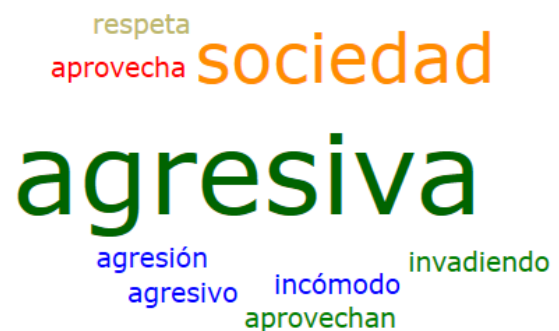 respeta
aprovecha sociedad
agresiva
agresión invadiendo
agresivo incómodo
aprovechan